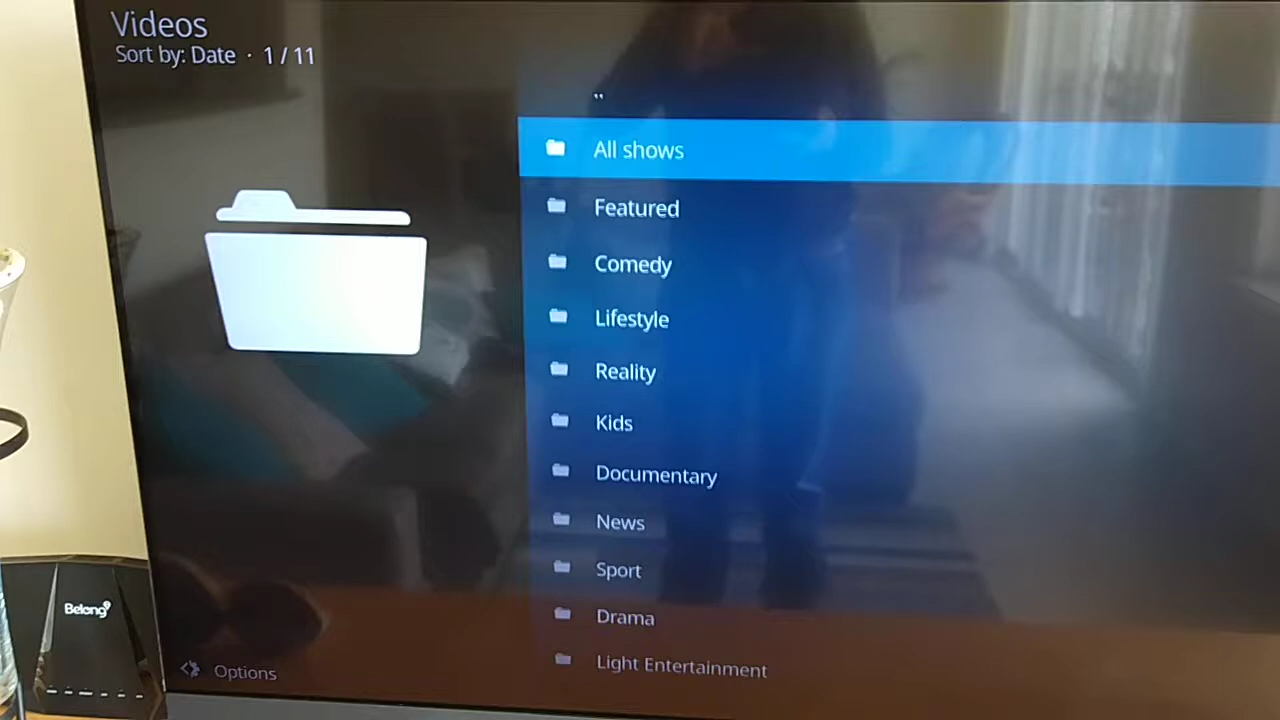 Videos
Sort by: Date · 1 / 11
..
All shows
Featured
Comedy
Lifestyle
Reality
Kids
Documentary
News
Sport
Drama
Light Entertainment
Options
Belong